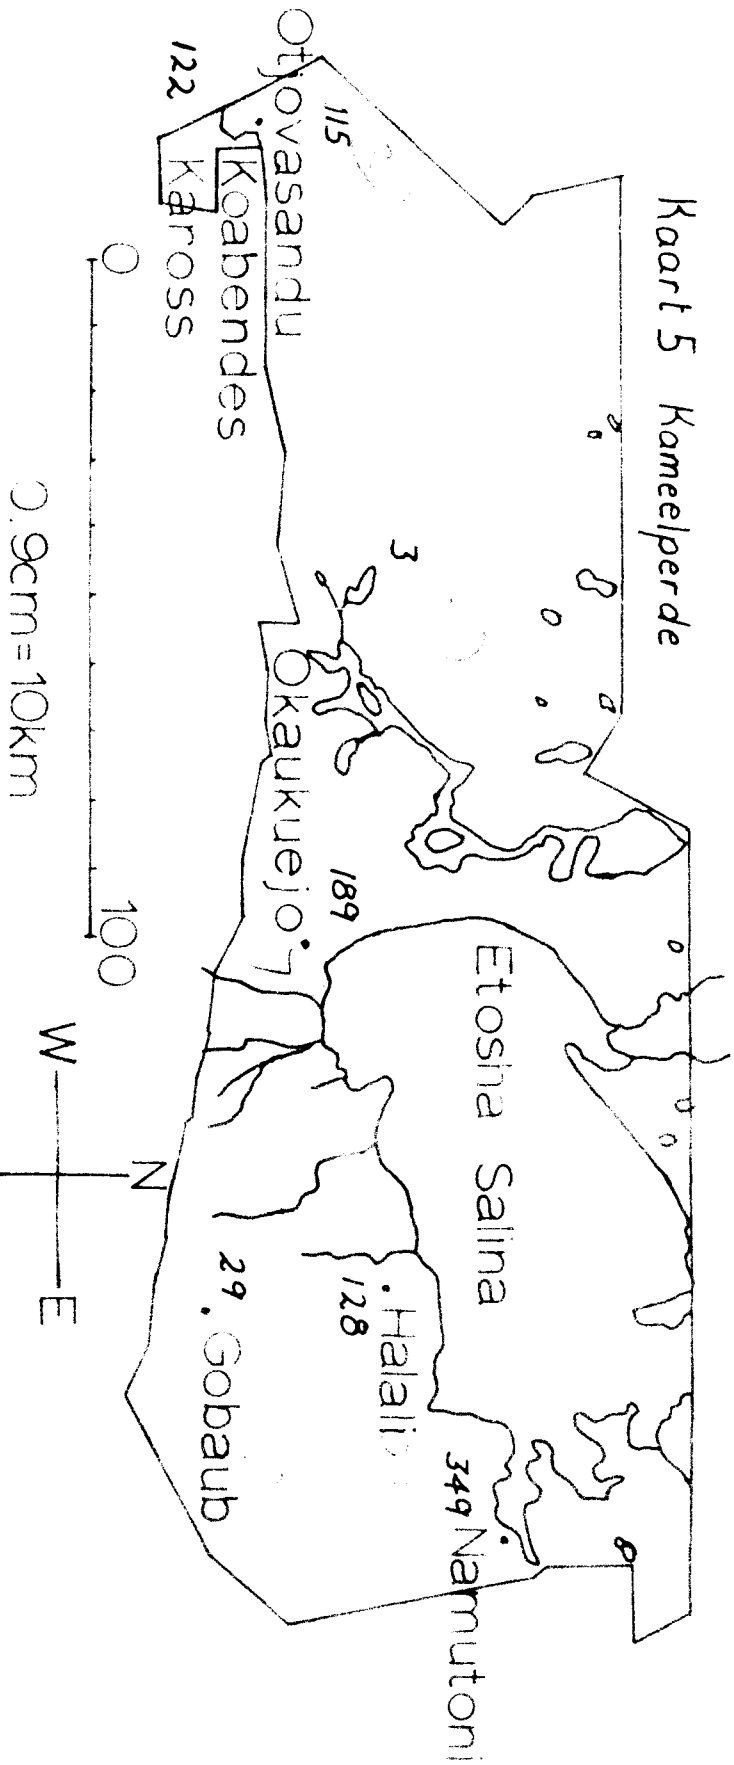 Kaart 5 Kameelperde
115
Otjovasandu
122
Koabendes
Kaross
3
Okaukuejo
189
Etosha Salina
Halali
128
29
Gobaub
349 Namutoni
0 100
0.9cm=10km
N
W E